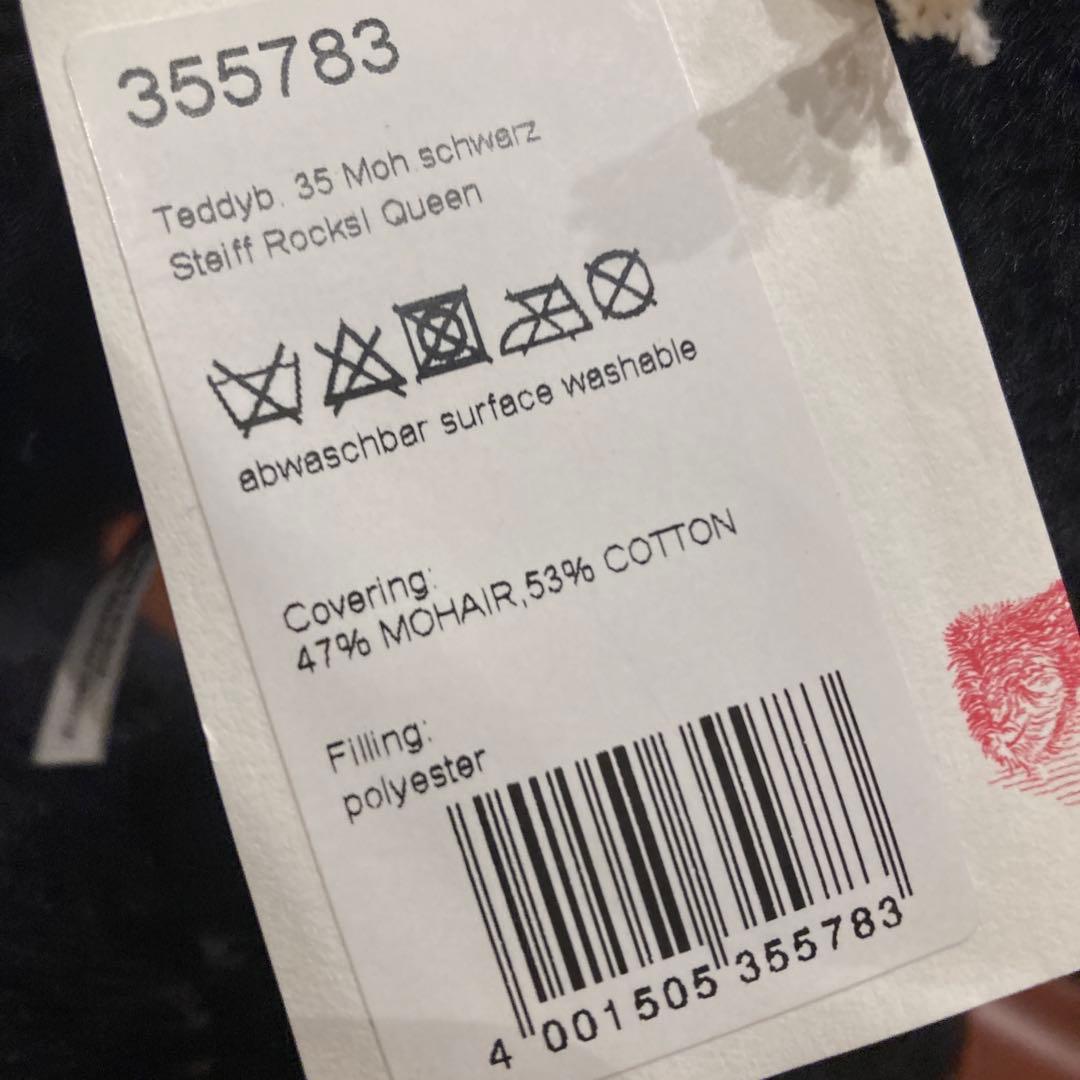 355783
Teddyb. 35 Moh.schwarz
Steiff Rocks! Queen
abwaschbar surface washable
Covering:
47% MOHAIR,53% COTTON
Filling:
polyester
4 001505 355783